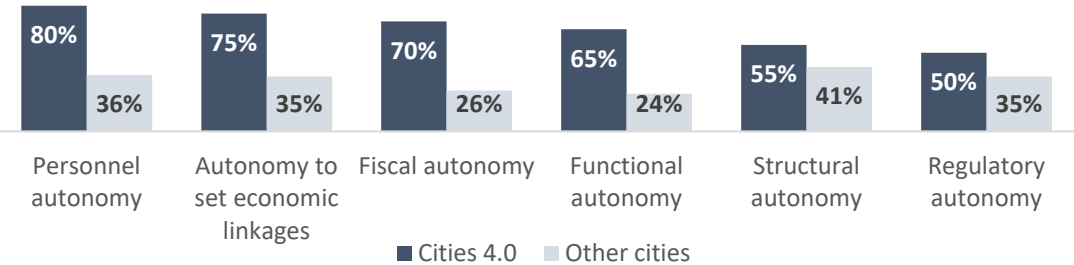 80% 36% 75% 35% 70% 26% 65% 24% 55% 41% 50% 35%
Personnel autonomy
Autonomy to set economic linkages
Fiscal autonomy
Functional autonomy
Structural autonomy
Regulatory autonomy
Cities 4.0 Other cities